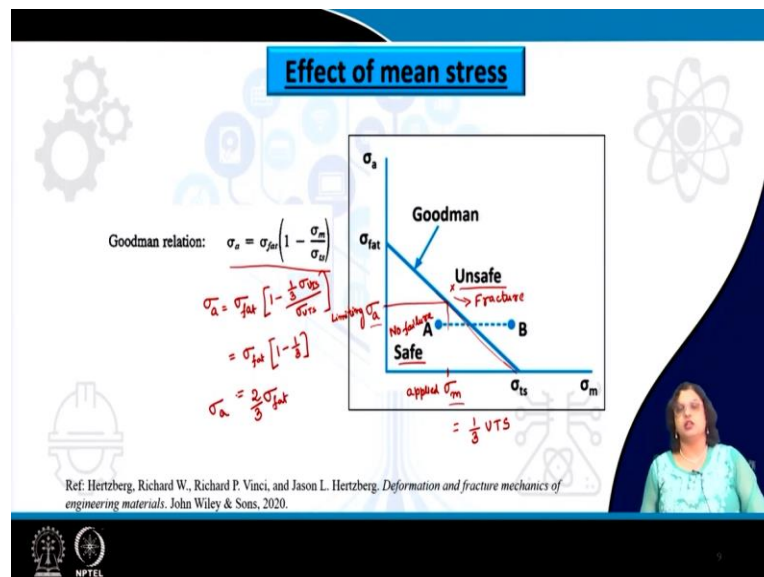 Effect of mean stress
σa
Goodman
σfat
Goodman relation: σa = σfat(1 − σm/σts)
Unsafe
x
→ Fracture
σa = σfat [1 − 1/3 σUTS / σUTS]
Limiting σa
No failure
A
B
= σfat [1 − 1/3]
Safe
σa = 2/3 σfat
applied σm
σts
σm
= 1/3 UTS
Ref: Hertzberg, Richard W., Richard P. Vinci, and Jason L. Hertzberg. Deformation and fracture mechanics of
engineering materials. John Wiley & Sons, 2020.
NPTEL
9